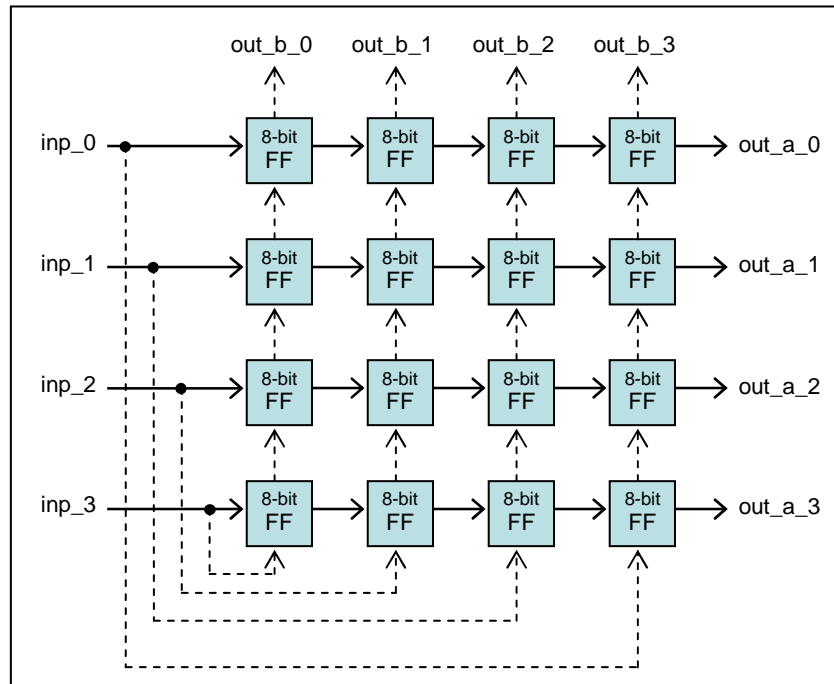 out_b_0 out_b_1 out_b_2 out_b_3
inp_0
8-bit FF
8-bit FF
8-bit FF
8-bit FF
out_a_0
inp_1
8-bit FF
8-bit FF
8-bit FF
8-bit FF
out_a_1
inp_2
8-bit FF
8-bit FF
8-bit FF
8-bit FF
out_a_2
inp_3
8-bit FF
8-bit FF
8-bit FF
8-bit FF
out_a_3